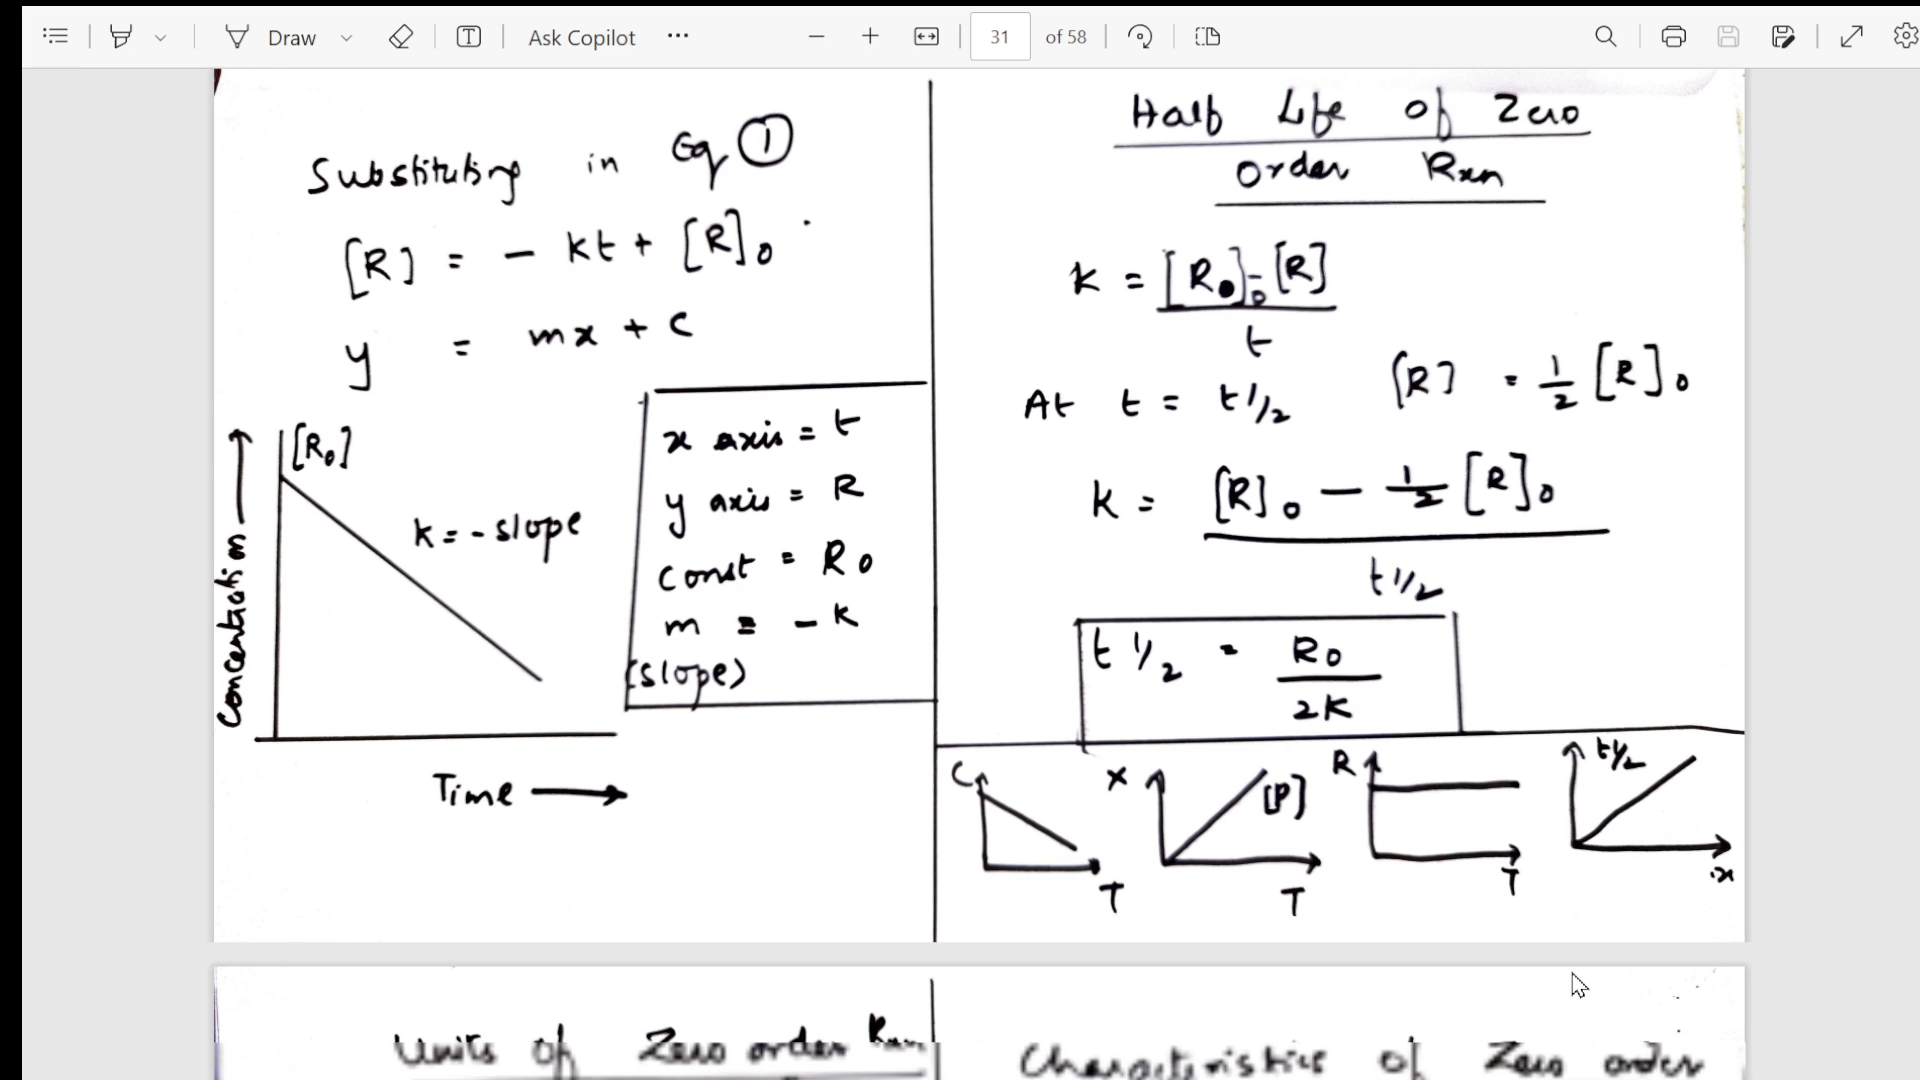 Draw
Ask Copilot
31 of 58
Substituting in Eq ①
[R] = - kt + [R]₀
y = mx + c
[R₀]
k = - slope
Concentration
Time
x axis = t
y axis = R
const = R₀
m = - k
(slope)
Half Life of Zero
Order Rxn
k = [R₀]₀ - [R]
t
At t = t1/2 [R] = 1/2 [R]₀
k = [R]₀ - 1/2 [R]₀
t1/2
t 1/2 = R₀
2K
C
T
X
[P]
T
R
T
t1/2
x
Units of Zero order Rxn
Characteristics of Zero order